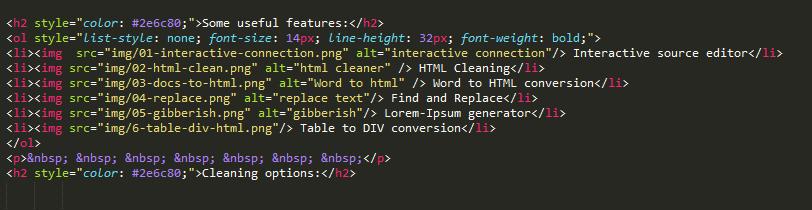 <h2 style="color: #2e6c80;">Some useful features:</h2>
<ol style="list-style: none; font-size: 14px; line-height: 32px; font-weight: bold;">
<li><img  src="img/01-interactive-connection.png" alt="interactive connection"/> Interactive source editor</li>
<li><img src="img/02-html-clean.png" alt="html cleaner" /> HTML Cleaning</li>
<li><img src="img/03-docs-to-html.png" alt="Word to html" /> Word to HTML conversion</li>
<li><img src="img/04-replace.png" alt="replace text"/> Find and Replace</li>
<li><img src="img/05-gibberish.png" alt="gibberish"/> Lorem-Ipsum generator</li>
<li><img src="img/6-table-div-html.png"/> Table to DIV conversion</li>
</ol>
<p>&nbsp; &nbsp; &nbsp; &nbsp; &nbsp; &nbsp; &nbsp;</p>
<h2 style="color: #2e6c80;">Cleaning options:</h2>